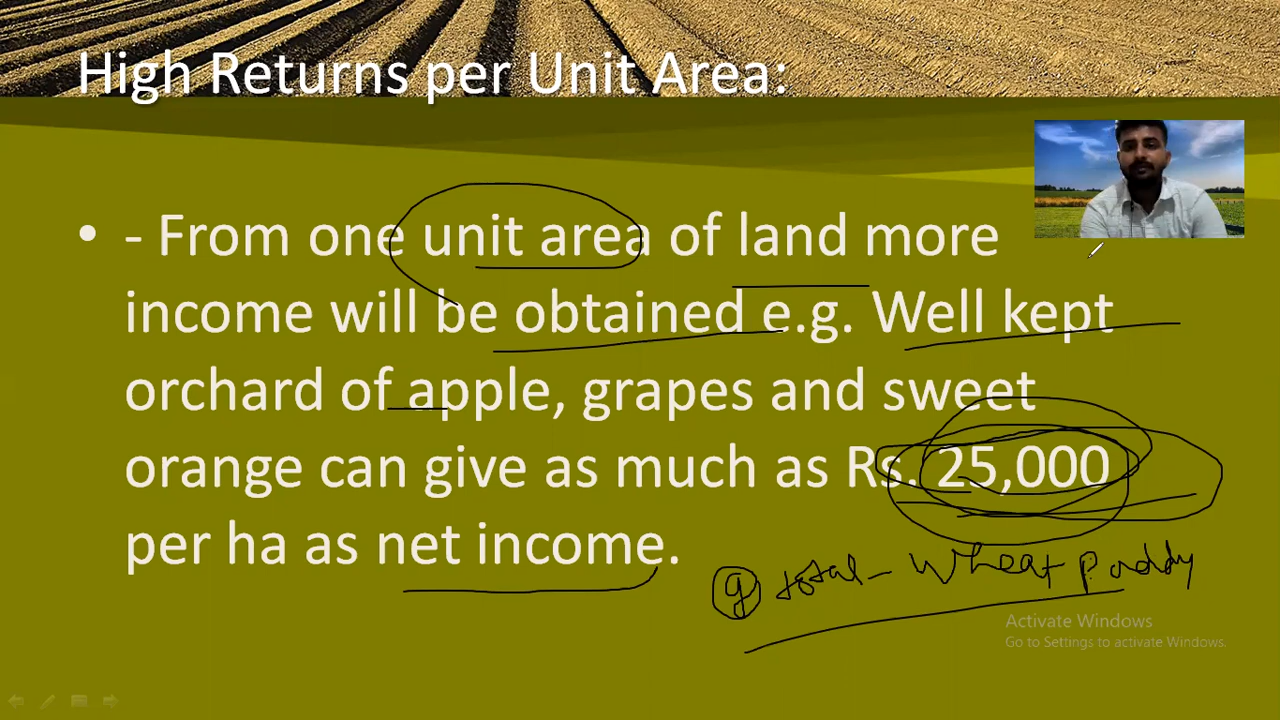 High Returns per Unit Area:
• - From one unit area of land more
income will be obtained e.g. Well kept
orchard of apple, grapes and sweet
orange can give as much as Rs. 25,000
per ha as net income.
total - Wheat Paddy
Activate Windows
Go to Settings to activate Windows.